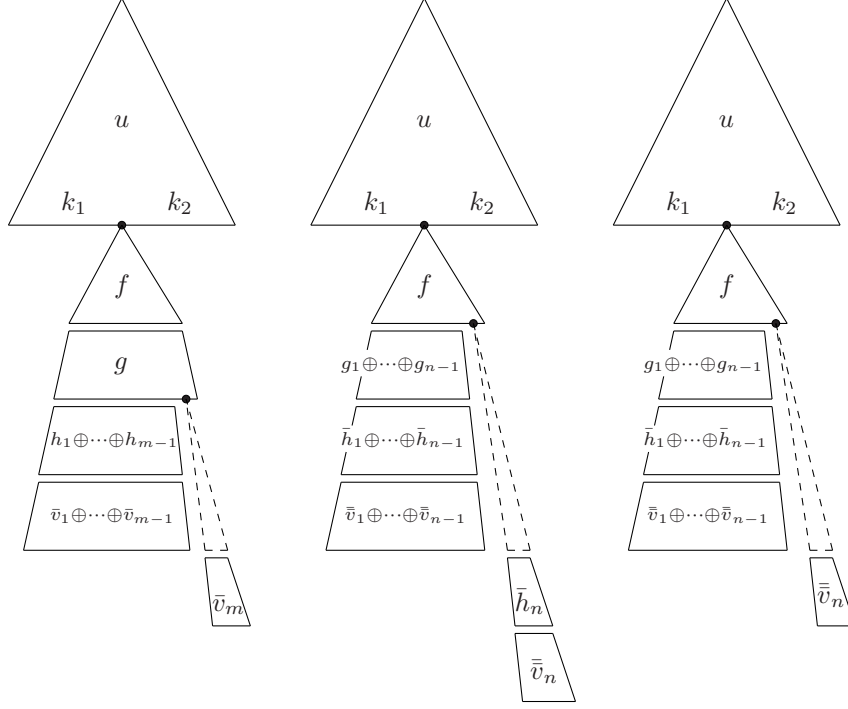 u u u
k₁ k₂ k₁ k₂ k₁ k₂
f f f
g g₁⊕⋯⊕gₙ₋₁ g₁⊕⋯⊕gₙ₋₁
h₁⊕⋯⊕hₘ₋₁ h̄₁⊕⋯⊕h̄ₙ₋₁ h̄₁⊕⋯⊕h̄ₙ₋₁
v̄₁⊕⋯⊕v̄ₘ₋₁ v̿₁⊕⋯⊕v̿ₙ₋₁ v̿₁⊕⋯⊕v̿ₙ₋₁
v̄ₘ h̄ₙ v̿ₙ
v̿ₙ